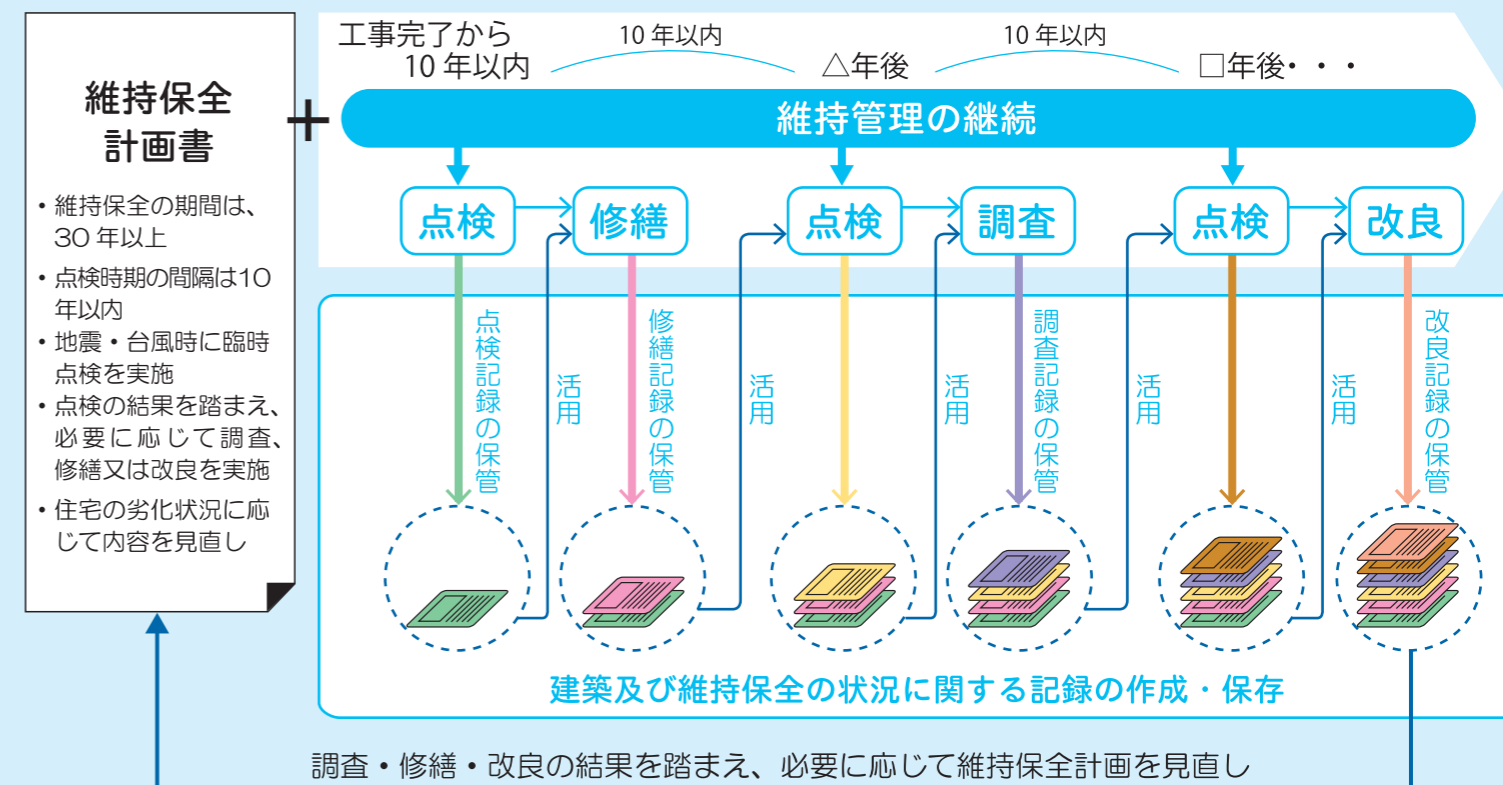 維持保全
計画書
・維持保全の期間は、
30年以上
・点検時期の間隔は10
年以内
・地震・台風時に臨時
点検を実施
・点検の結果を踏まえ、
必要に応じて調査、
修繕又は改良を実施
・住宅の劣化状況に応
じて内容を見直し
+
工事完了から
10年以内
10年以内
△年後
10年以内
□年後・・・
維持管理の継続
点検
修繕
点検
調査
点検
改良
点検記録の保管
活用
修繕記録の保管
活用
活用
調査記録の保管
活用
活用
改良記録の保管
建築及び維持保全の状況に関する記録の作成・保存
調査・修繕・改良の結果を踏まえ、必要に応じて維持保全計画を見直し